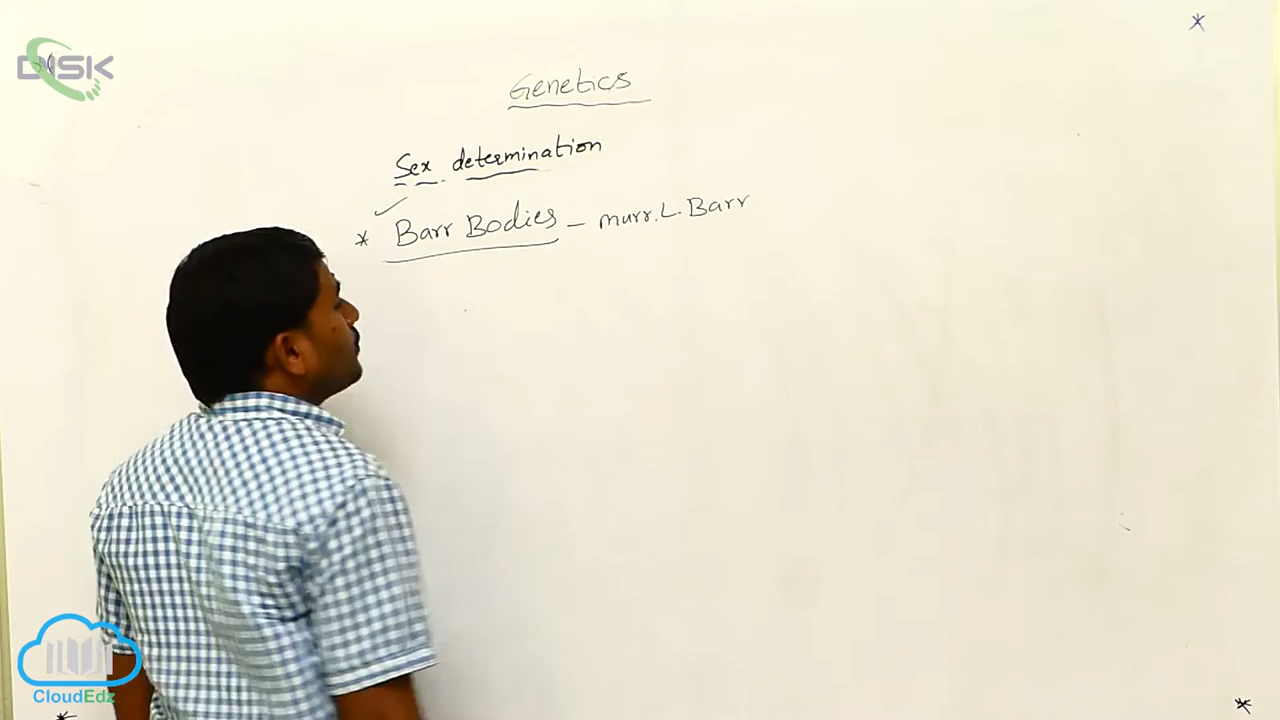 DISK
Genetics
Sex determination
* Barr Bodies - murr. L. Barr
CloudEdz